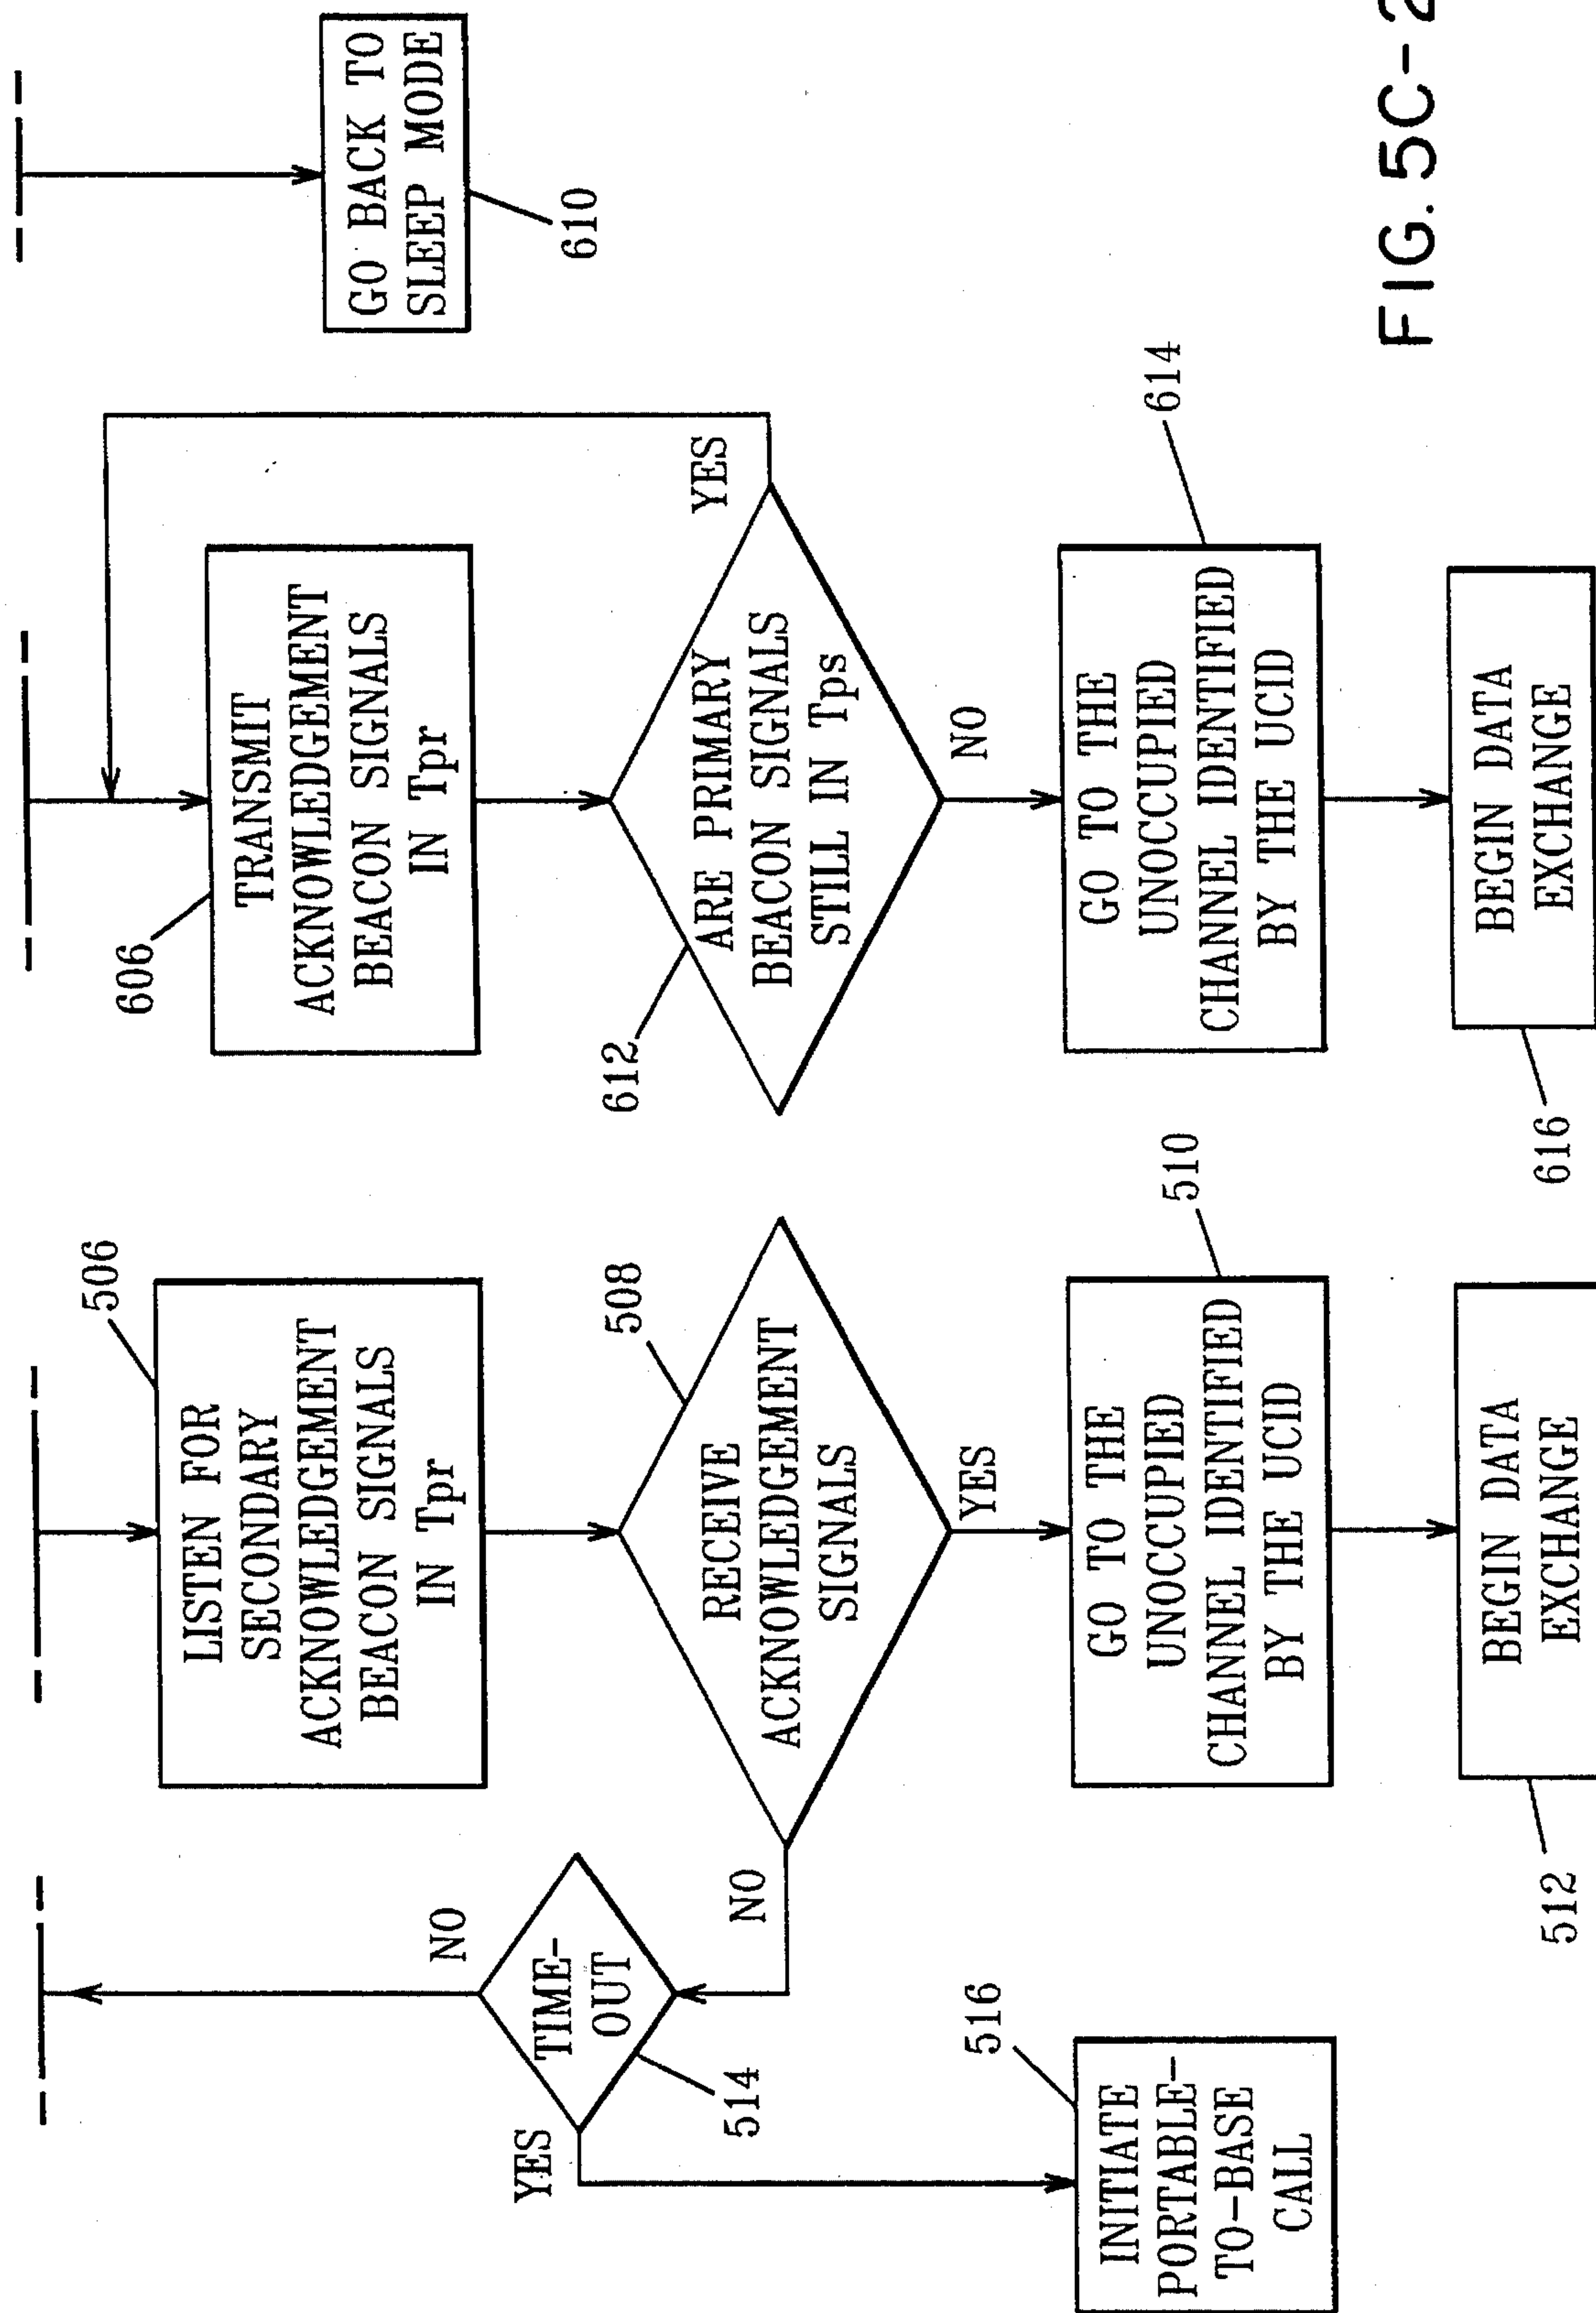 506
LISTEN FOR
SECONDARY
ACKNOWLEDGEMENT
BEACON SIGNALS
IN Tpr
508
RECEIVE
ACKNOWLEDGEMENT
SIGNALS
NO
YES
TIME-
OUT
514
NO
YES
516
INITIATE
PORTABLE-
TO-BASE
CALL
510
GO TO THE
UNOCCUPIED
CHANNEL IDENTIFIED
BY THE UCID
512
BEGIN DATA
EXCHANGE
606
TRANSMIT
ACKNOWLEDGEMENT
BEACON SIGNALS
IN Tpr
612
ARE PRIMARY
BEACON SIGNALS
STILL IN Tps
YES
NO
614
GO TO THE
UNOCCUPIED
CHANNEL IDENTIFIED
BY THE UCID
616
BEGIN DATA
EXCHANGE
GO BACK TO
SLEEP MODE
610
FIG. 5C-2